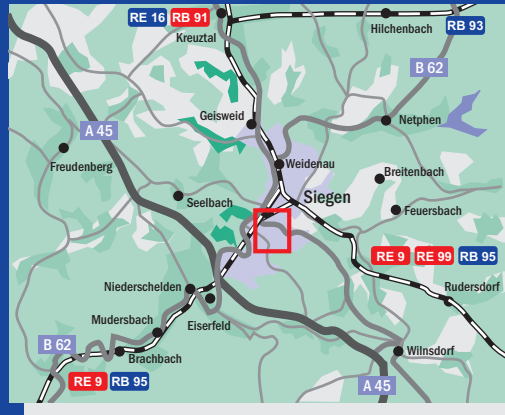 RE 16 RB 91
Kreuztal
Hilchenbach
RB 93
B 62
Geisweid
A 45
Netphen
Freudenberg
Weidenau
Breitenbach
Seelbach
Siegen
Feuersbach
RE 9 RE 99 RB 95
Niederschelden
Rudersdorf
Mudersbach
Eiserfeld
B 62
Brachbach
Wilnsdorf
RE 9 RB 95
A 45